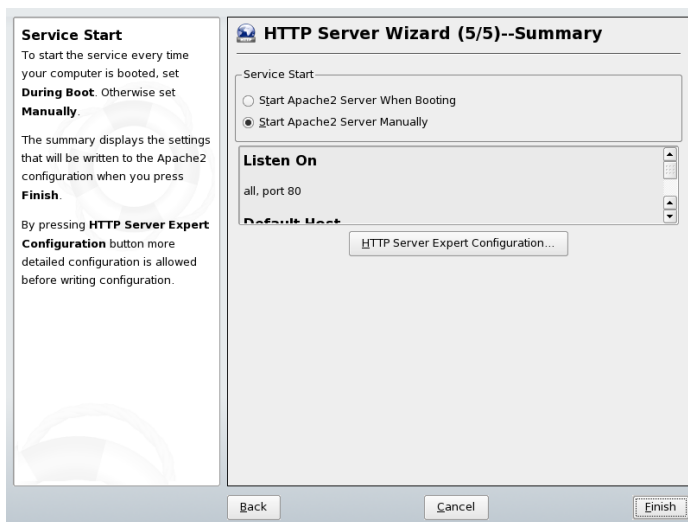 Service Start
To start the service every time
your computer is booted, set
During Boot. Otherwise set
Manually.
The summary displays the settings
that will be written to the Apache2
configuration when you press
Finish.
By pressing HTTP Server Expert
Configuration button more
detailed configuration is allowed
before writing configuration.
HTTP Server Wizard (5/5)--Summary
Service Start
Start Apache2 Server When Booting
Start Apache2 Server Manually
Listen On
all, port 80
Default Host
HTTP Server Expert Configuration...
Back
Cancel
Finish